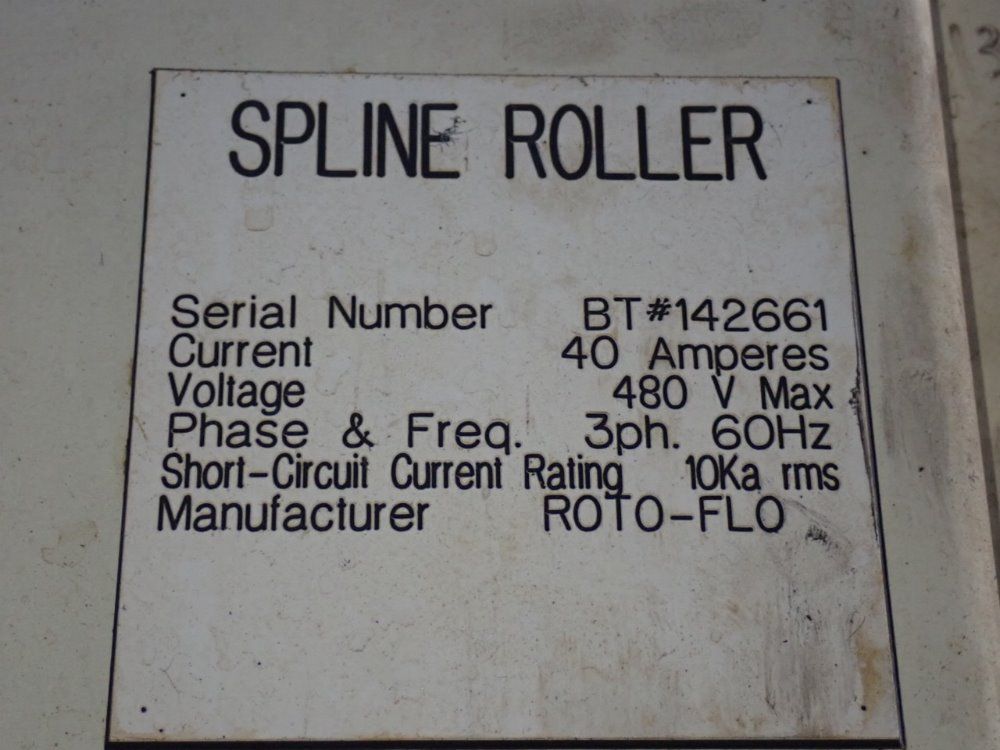 SPLINE ROLLER
Serial Number BT#142661
Current 40 Amperes
Voltage 480 V Max
Phase & Freq. 3ph. 60Hz
Short-Circuit Current Rating 10Ka rms
Manufacturer ROTO-FLO